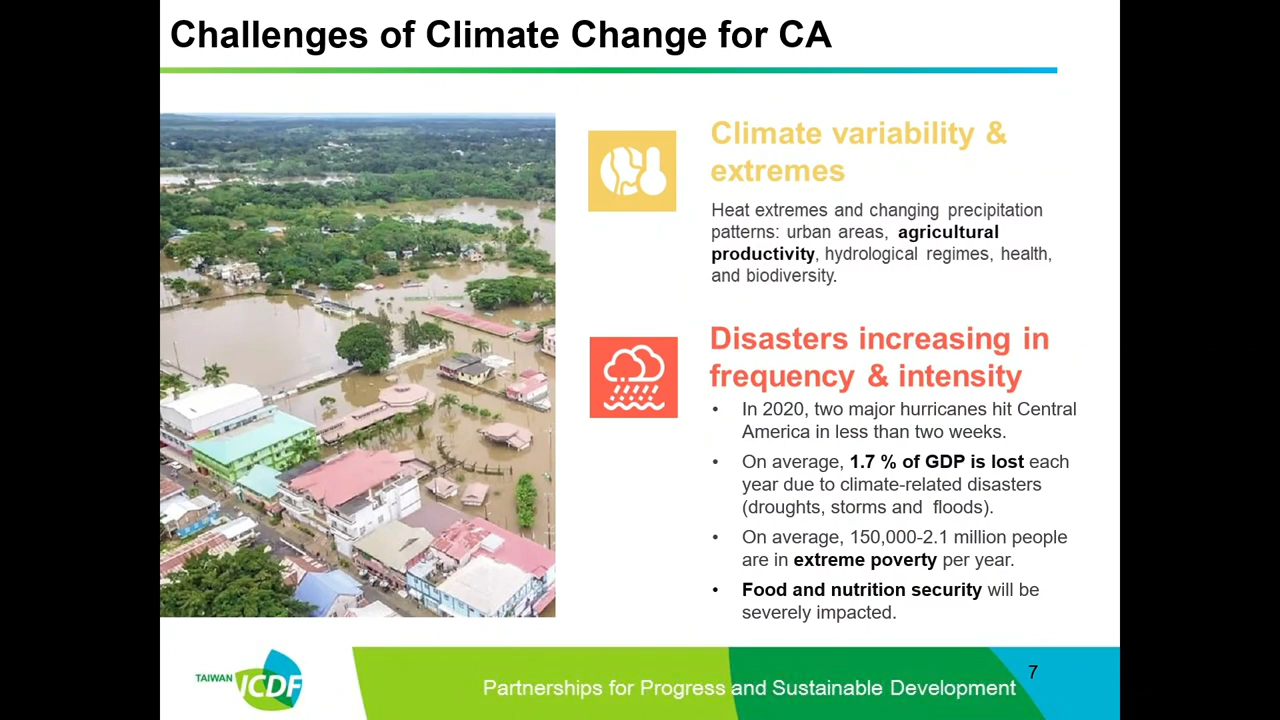 Challenges of Climate Change for CA
Climate variability &
extremes
Heat extremes and changing precipitation
patterns: urban areas, agricultural
productivity, hydrological regimes, health,
and biodiversity.
Disasters increasing in
frequency & intensity
• In 2020, two major hurricanes hit Central
America in less than two weeks.
• On average, 1.7 % of GDP is lost each
year due to climate-related disasters
(droughts, storms and floods).
• On average, 150,000-2.1 million people
are in extreme poverty per year.
• Food and nutrition security will be
severely impacted.
TAIWAN ICDF
Partnerships for Progress and Sustainable Development
7